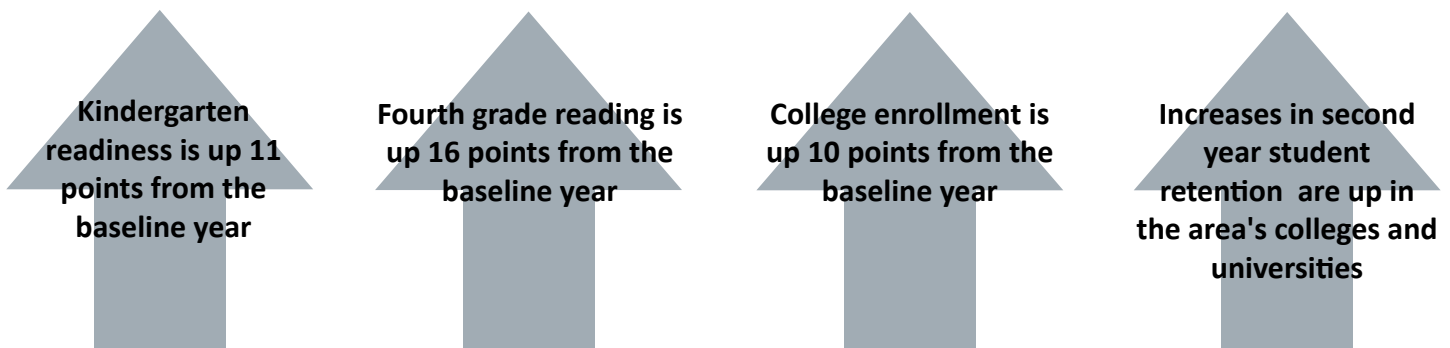 Kindergarten
readiness is up 11
points from the
baseline year
Fourth grade reading is
up 16 points from the
baseline year
College enrollment is
up 10 points from the
baseline year
Increases in second
year student
retention  are up in
the area's colleges and
universities